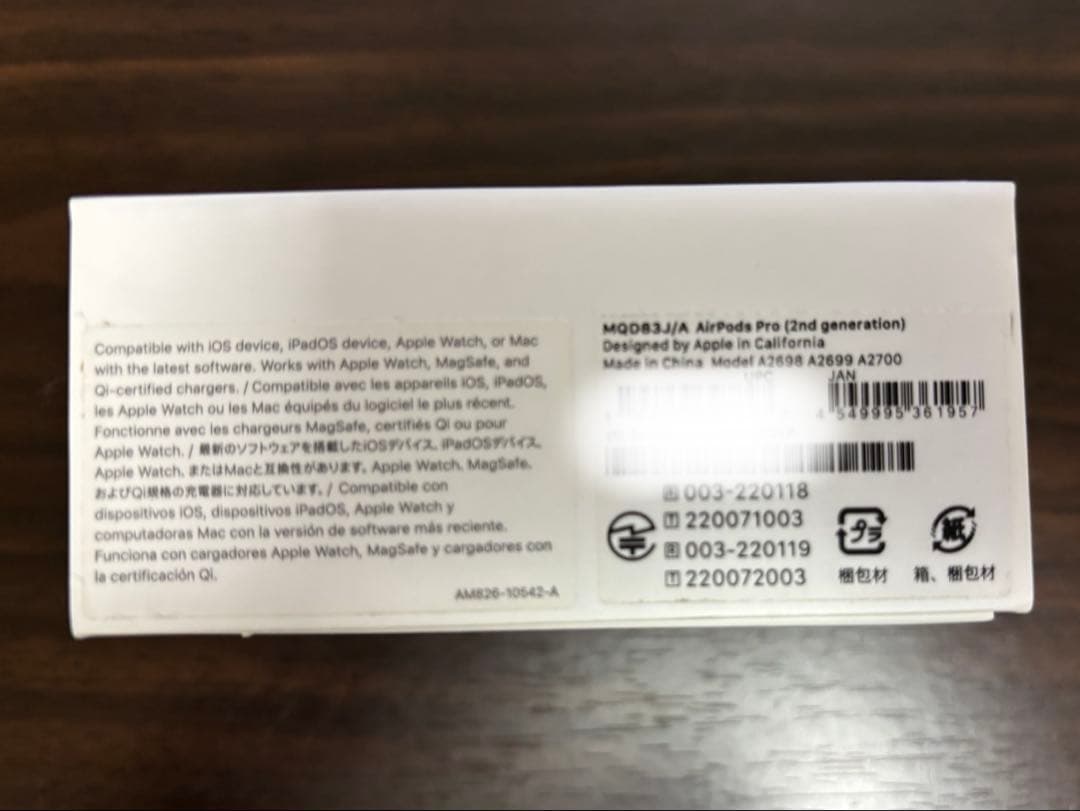 Compatible with iOS device, iPadOS device, Apple Watch, or Mac
with the latest software. Works with Apple Watch, MagSafe, and
Qi-certified chargers. / Compatible avec les appareils iOS, iPadOS,
les Apple Watch ou les Mac équipés du logiciel le plus récent.
Fonctionne avec les chargeurs MagSafe, certifiés Qi ou pour
Apple Watch. / 最新のソフトウェアを搭載したiOSデバイス、iPadOSデバイス、
Apple Watch、またはMacと互換性があります。Apple Watch、MagSafe、
およびQi規格の充電器に対応しています。/ Compatible con
dispositivos iOS, dispositivos iPadOS, Apple Watch y
computadoras Mac con la versión de software más reciente.
Funciona con cargadores Apple Watch, MagSafe y cargadores con
la certificación Qi.
AM826-10542-A
MQD83J/A AirPods Pro (2nd generation)
Designed by Apple in California
Made in China Model A2698 A2699 A2700
UPC
JAN
4 549995 361957
003-220118
T 220071003
003-220119
T 220072003
プラ
梱包材
紙
箱、梱包材